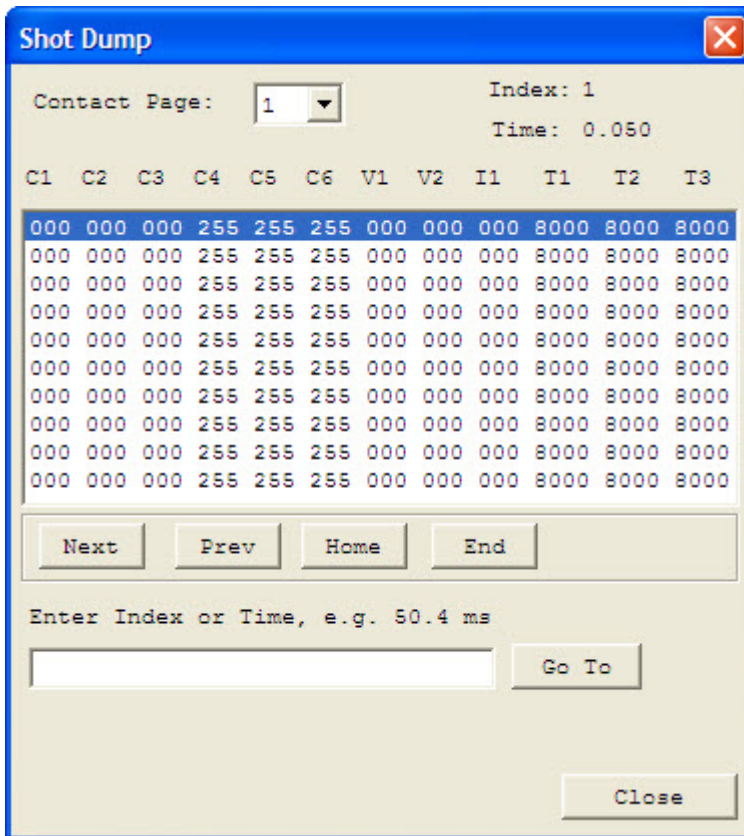 Shot Dump
Contact Page: 1 Index: 1
Time: 0.050
C1 C2 C3 C4 C5 C6 V1 V2 I1 T1 T2 T3
000 000 000 255 255 255 000 000 000 8000 8000 8000
000 000 000 255 255 255 000 000 000 8000 8000 8000
000 000 000 255 255 255 000 000 000 8000 8000 8000
000 000 000 255 255 255 000 000 000 8000 8000 8000
000 000 000 255 255 255 000 000 000 8000 8000 8000
000 000 000 255 255 255 000 000 000 8000 8000 8000
000 000 000 255 255 255 000 000 000 8000 8000 8000
000 000 000 255 255 255 000 000 000 8000 8000 8000
000 000 000 255 255 255 000 000 000 8000 8000 8000
000 000 000 255 255 255 000 000 000 8000 8000 8000
Next Prev Home End
Enter Index or Time, e.g. 50.4 ms
Go To
Close